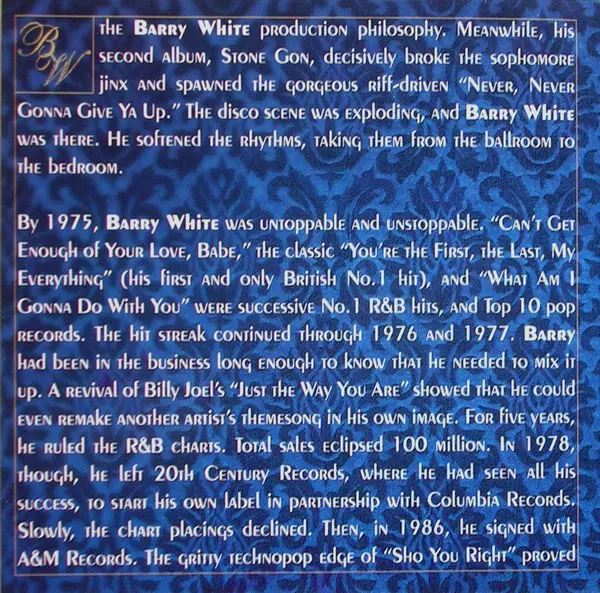 BW
THE BARRY WHITE PRODUCTION PHILOSOPHY. MEANWHILE, HIS
SECOND ALBUM, STONE GON, DECISIVELY BROKE THE SOPHOMORE
JINX AND SPAWNED THE GORGEOUS RIFF-DRIVEN “NEVER, NEVER
GONNA GIVE YA UP.” THE DISCO SCENE WAS EXPLODING, AND BARRY WHITE
WAS THERE. HE SOFTENED THE RHYTHMS, TAKING THEM FROM THE BALLROOM TO
THE BEDROOM.
BY 1975, BARRY WHITE WAS UNTOPPABLE AND UNSTOPPABLE. “CAN'T GET
ENOUGH OF YOUR LOVE, BABE,” THE CLASSIC “YOU'RE THE FIRST, THE LAST, MY
EVERYTHING” (HIS FIRST AND ONLY BRITISH NO.1 HIT), AND “WHAT AM I
GONNA DO WITH YOU” WERE SUCCESSIVE NO.1 R&B HITS, AND TOP 10 POP
RECORDS. THE HIT STREAK CONTINUED THROUGH 1976 AND 1977. BARRY
HAD BEEN IN THE BUSINESS LONG ENOUGH TO KNOW THAT HE NEEDED TO MIX IT
UP. A REVIVAL OF BILLY JOEL'S “JUST THE WAY YOU ARE” SHOWED THAT HE COULD
EVEN REMAKE ANOTHER ARTIST'S THEMESONG IN HIS OWN IMAGE. FOR FIVE YEARS,
HE RULED THE R&B CHARTS. TOTAL SALES ECLIPSED 100 MILLION. IN 1978,
THOUGH, HE LEFT 20TH CENTURY RECORDS, WHERE HE HAD SEEN ALL HIS
SUCCESS, TO START HIS OWN LABEL IN PARTNERSHIP WITH COLUMBIA RECORDS.
SLOWLY, THE CHART PLACINGS DECLINED. THEN, IN 1986, HE SIGNED WITH
A&M RECORDS. THE GRITTY TECHNOPOP EDGE OF “SHO YOU RIGHT” PROVED